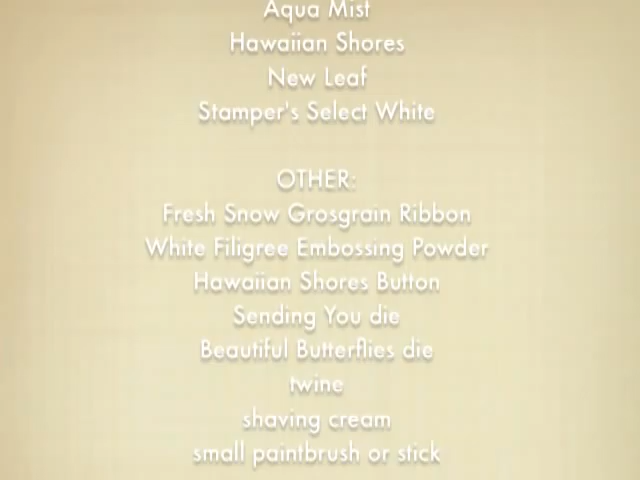 Aqua Mist
Hawaiian Shores
New Leaf
Stamper's Select White
OTHER:
Fresh Snow Grosgrain Ribbon
White Filigree Embossing Powder
Hawaiian Shores Button
Sending You die
Beautiful Butterflies die
twine
shaving cream
small paintbrush or stick